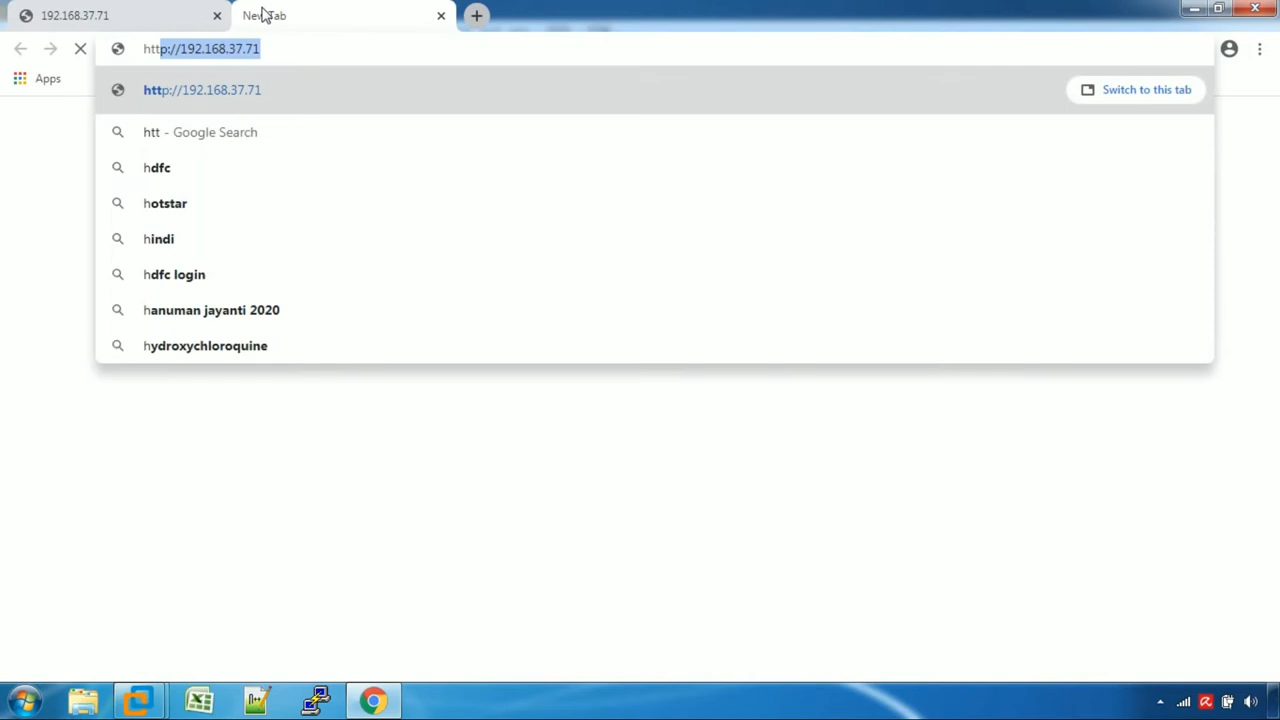 192.168.37.71
New Tab
http://192.168.37.71
Apps
http://192.168.37.71
Switch to this tab
htt - Google Search
hdfc
hotstar
hindi
hdfc login
hanuman jayanti 2020
hydroxychloroquine